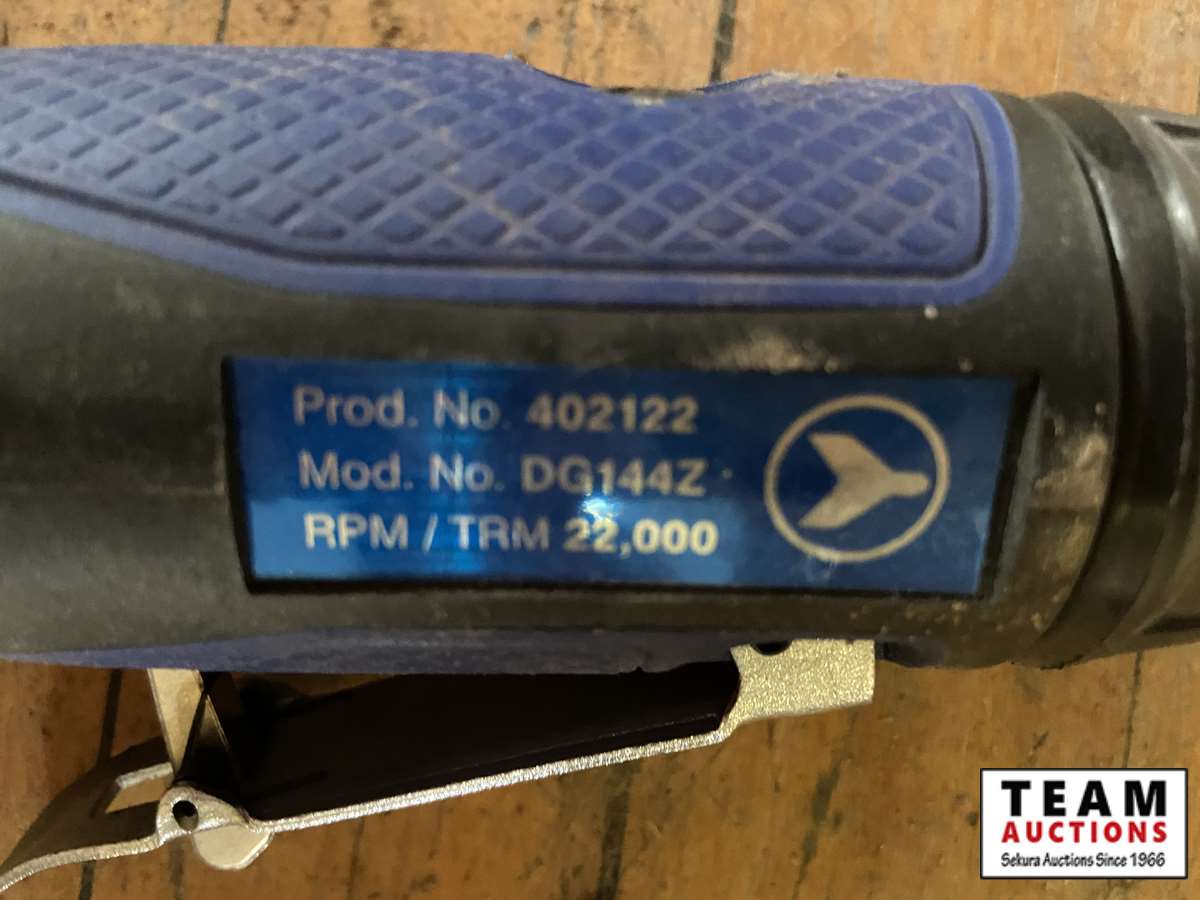 Prod. No. 402122
Mod. No. DG144Z
RPM / TRM 22,000
TEAM
AUCTIONS
Sekura Auctions Since 1966